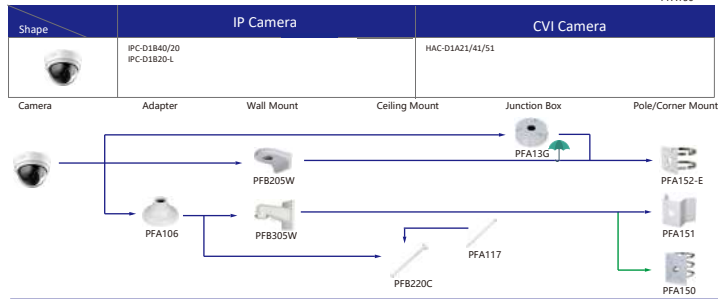 Shape
IP Camera
CVI Camera
IPC-D1B40/20
IPC-D1B20-L
HAC-D1A21/41/51
Camera
Adapter
Wall Mount
Ceiling Mount
Junction Box
Pole/Corner Mount
PFA13G
PFB205W
PFA152-E
PFA106
PFB305W
PFA151
PFA117
PFB220C
PFA150